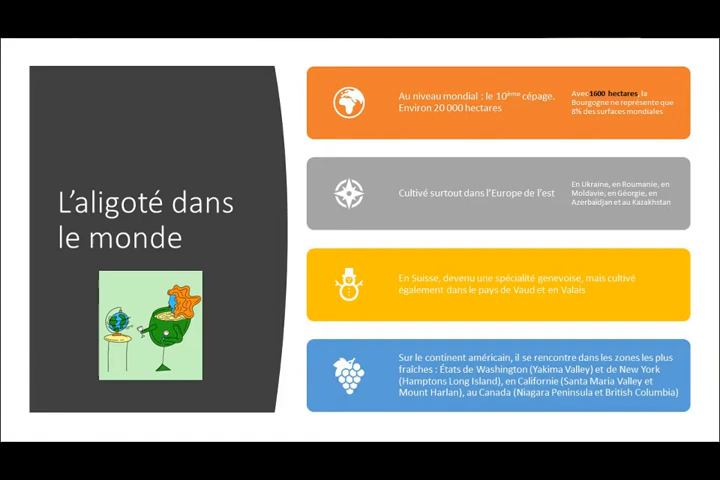 L'aligoté dans
le monde
Au niveau mondial : le 10ème cépage.
Environ 20 000 hectares
Avec 1600 hectares, la
Bourgogne ne représente que
8% des surfaces mondiales
Cultivé surtout dans l'Europe de l'est
En Ukraine, en Roumanie, en
Moldavie, en Géorgie, en
Azerbaïdjan et au Kazakhstan
En Suisse, devenu une spécialité genevoise, mais cultivé
également dans le pays de Vaud et en Valais
Sur le continent américain, il se rencontre dans les zones les plus
fraîches : États de Washington (Yakima Valley) et de New York
(Hamptons Long Island), en Californie (Santa Maria Valley et
Mount Harlan), au Canada (Niagara Peninsula et British Columbia)